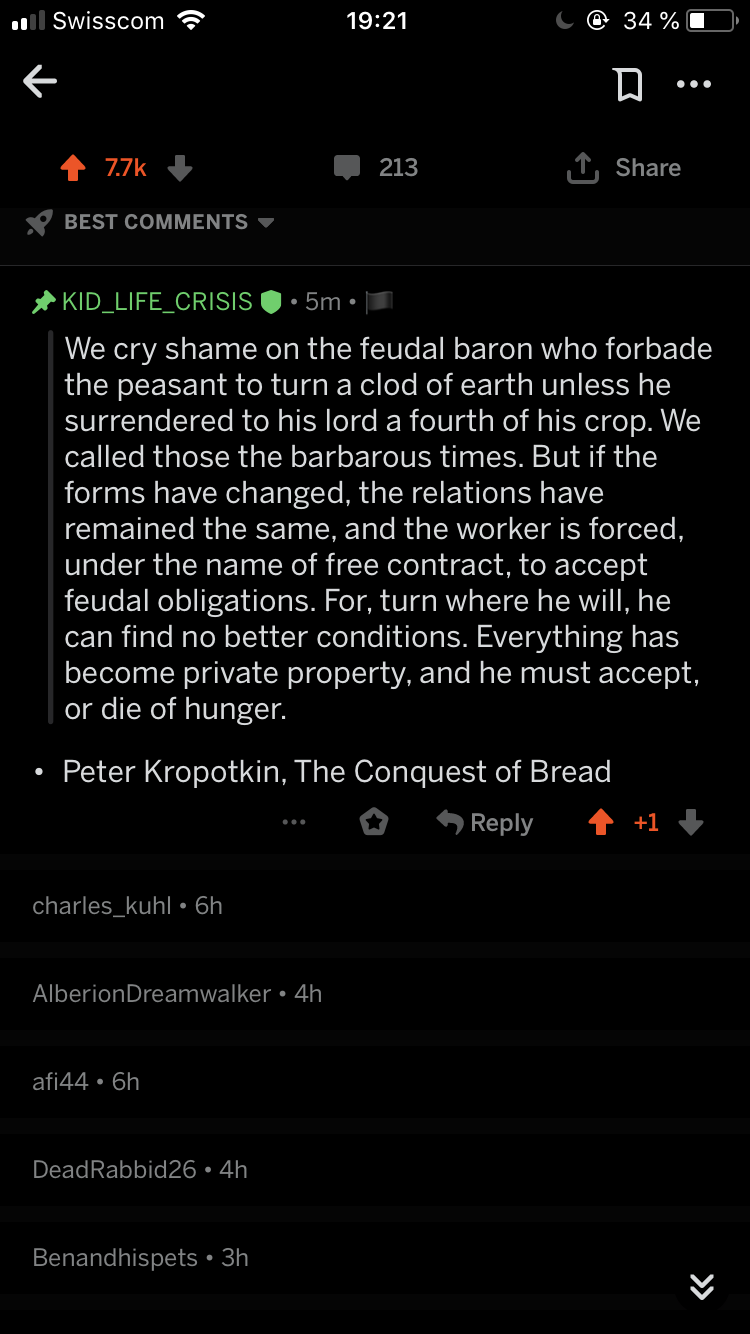 Swisscom 19:21 34 %
7.7k 213 Share
BEST COMMENTS
KID_LIFE_CRISIS • 5m •
We cry shame on the feudal baron who forbade
the peasant to turn a clod of earth unless he
surrendered to his lord a fourth of his crop. We
called those the barbarous times. But if the
forms have changed, the relations have
remained the same, and the worker is forced,
under the name of free contract, to accept
feudal obligations. For, turn where he will, he
can find no better conditions. Everything has
become private property, and he must accept,
or die of hunger.
• Peter Kropotkin, The Conquest of Bread
Reply +1
charles_kuhl • 6h
AlberionDreamwalker • 4h
afi44 • 6h
DeadRabbid26 • 4h
Benandhispets • 3h